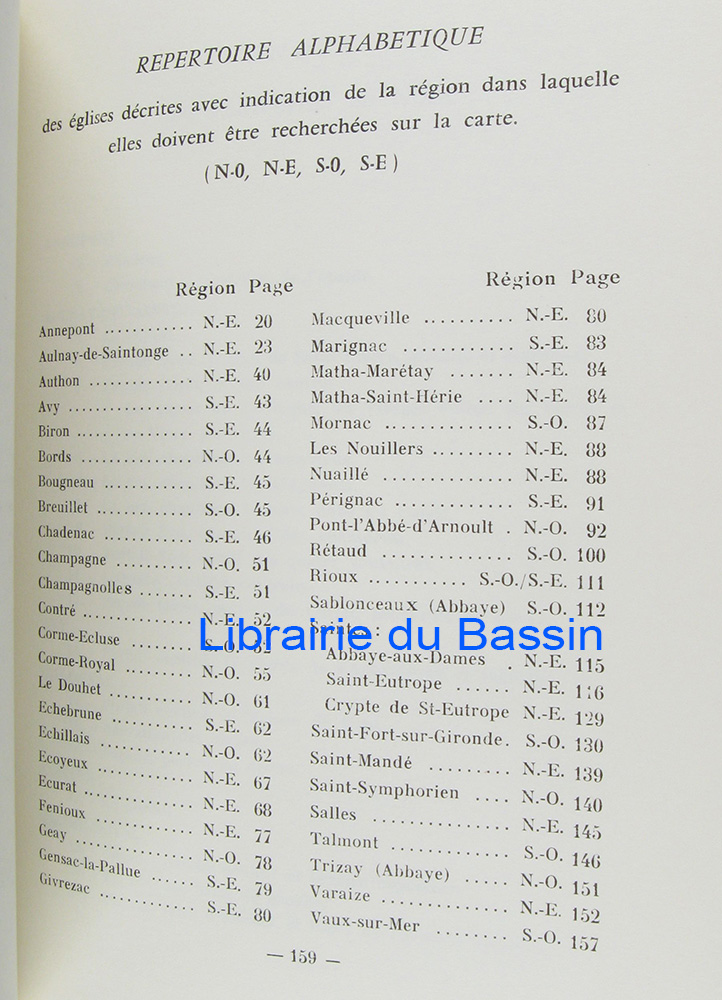 REPERTOIRE ALPHABETIQUE
des églises décrites avec indication de la région dans laquelle
elles doivent être recherchées sur la carte.
(N-O, N-E, S-O, S-E)
Région Page
Annepont ............ N.-E. 20
Aulnay-de-Saintonge .. N.-E. 23
Authon .............. N.-E. 40
Avy ................. S.-E. 43
Biron ............... S.-E. 44
Bords ............... N.-O. 44
Bougneau ............ S.-E. 45
Breuillet ............. S.-O. 45
Chadenac ............ S.-E. 46
Champagne .......... N.-O. 51
Champagnolles ....... S.-E. 51
Contré .............. N.-E. 52
Corme-Ecluse ........ S.-O. 52
Corme-Royal ......... N.-O. 55
Le Douhet ........... N.-O. 61
Echebrune ........... S.-E. 62
Echillais ............ N.-O. 62
Ecoyeux ............. N.-E. 67
Ecurat ............... N.-E. 68
Fenioux .............. N.-E. 77
Geay ................ N.-O. 78
Gensac-la-Pallue ...... S.-E. 79
Givrezac ............ S.-E. 80
Région Page
Macqueville .......... N.-E. 80
Marignac ............ S.-E. 83
Matha-Marétay ....... N.-E. 84
Matha-Saint-Hérie .... N.-E. 84
Mornac .............. S.-O. 87
Les Nouillers ......... N.-E. 88
Nuaillé .............. N.-E. 88
Pérignac ............. S.-E. 91
Pont-l'Abbé-d'Arnoult . N.-O. 92
Rétaud .............. S.-O. 100
Rioux ........... S.-O./S.-E. 111
Sablonceaux (Abbaye) S.-O. 112
Saintes :
Abbaye-aux-Dames . N.-E. 115
Saint-Eutrope ...... N.-E. 116
Crypte de St-Eutrope N.-E. 129
Saint-Fort-sur-Gironde. S.-O. 130
Saint-Mandé ......... N.-E. 139
Saint-Symphorien .... N.-O. 140
Salles .............. N.-E. 145
Talmont ............ S.-O. 146
Trizay (Abbaye) ..... N.-O. 151
Varaize ............. N.-E. 152
Vaux-sur-Mer ....... S.-O. 157
— 159 —
Librairie du Bassin